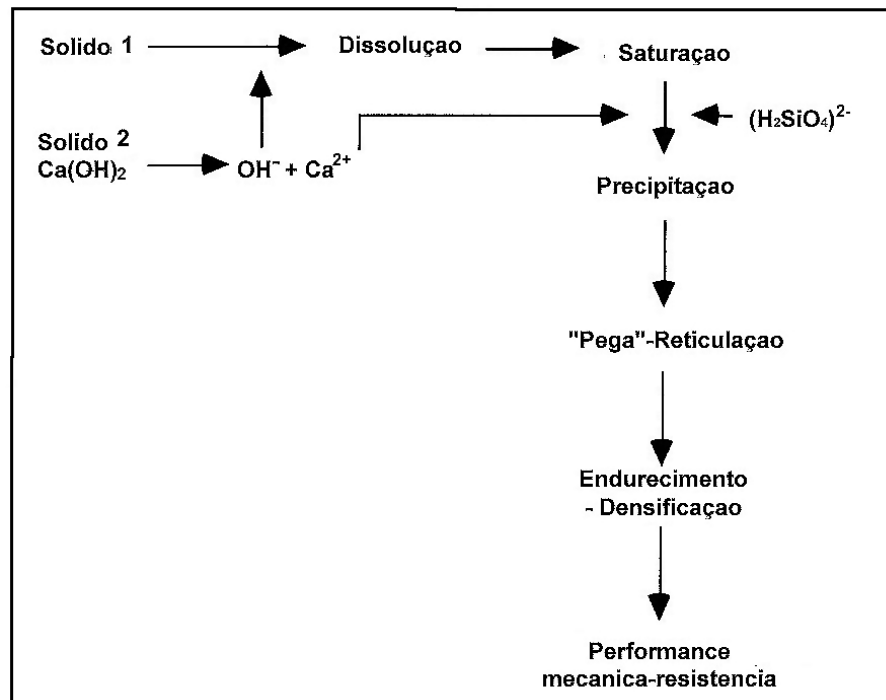 Solido 1
Dissoluçao
Saturaçao
(H₂SiO₄)²⁻
Solido 2
Ca(OH)₂
OH⁻ + Ca²⁺
Precipitaçao
"Pega"-Reticulaçao
Endurecimento
- Densificaçao
Performance
mecanica-resistencia